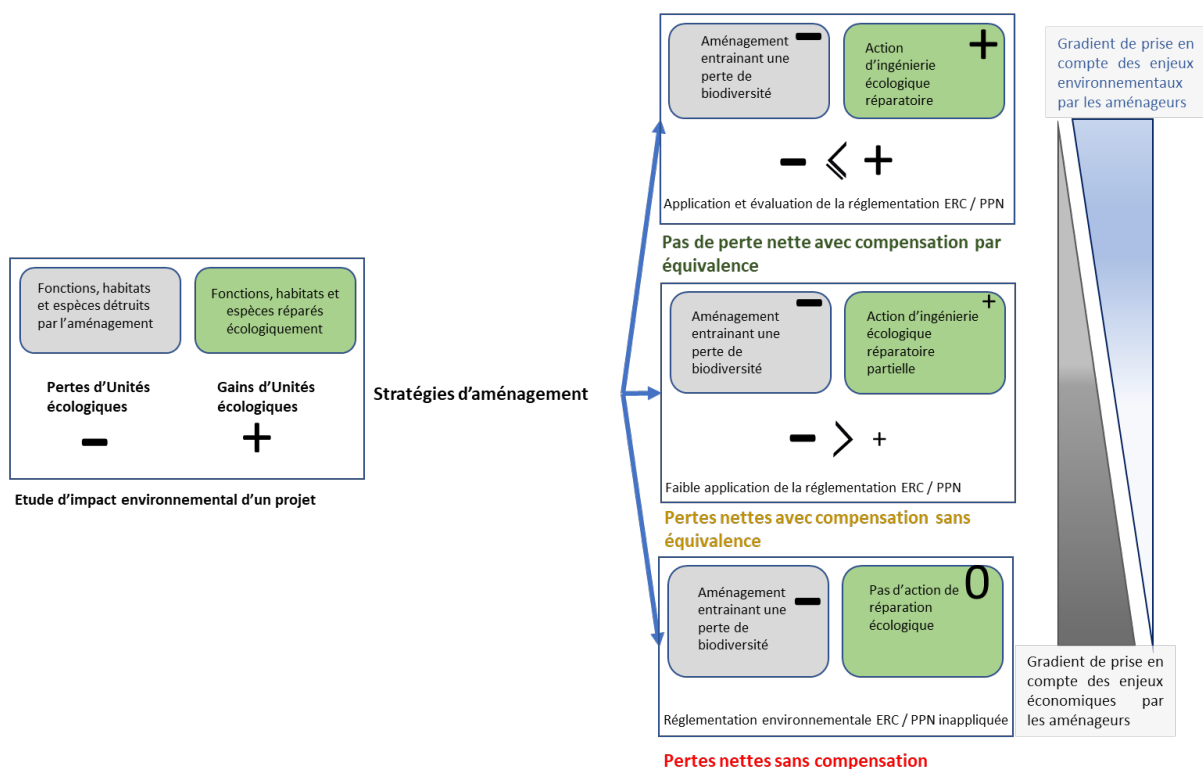 Fonctions, habitats
et espèces détruits
par l’aménagement
Fonctions, habitats et
espèces réparés
écologiquement
Pertes d’Unités
écologiques
-
Gains d’Unités
écologiques
+
Etude d’impact environnemental d’un projet
Stratégies d’aménagement
Aménagement
entrainant une
perte de
biodiversité
-
Action
d’ingénierie
écologique
réparatoire
+
- ⩽ +
Application et évaluation de la réglementation ERC / PPN
Pas de perte nette avec compensation par
équivalence
Aménagement
entrainant une
perte de
biodiversité
-
Action d’ingénierie
écologique
réparatoire
partielle
+
- > +
Faible application de la réglementation ERC / PPN
Pertes nettes avec compensation sans
équivalence
Aménagement
entrainant une
perte de
biodiversité
-
Pas d’action de
réparation
écologique
0
Réglementation environnementale ERC / PPN inappliquée
Pertes nettes sans compensation
Gradient de prise en
compte des enjeux
environnementaux
par les aménageurs
Gradient de prise en
compte des enjeux
économiques par
les aménageurs